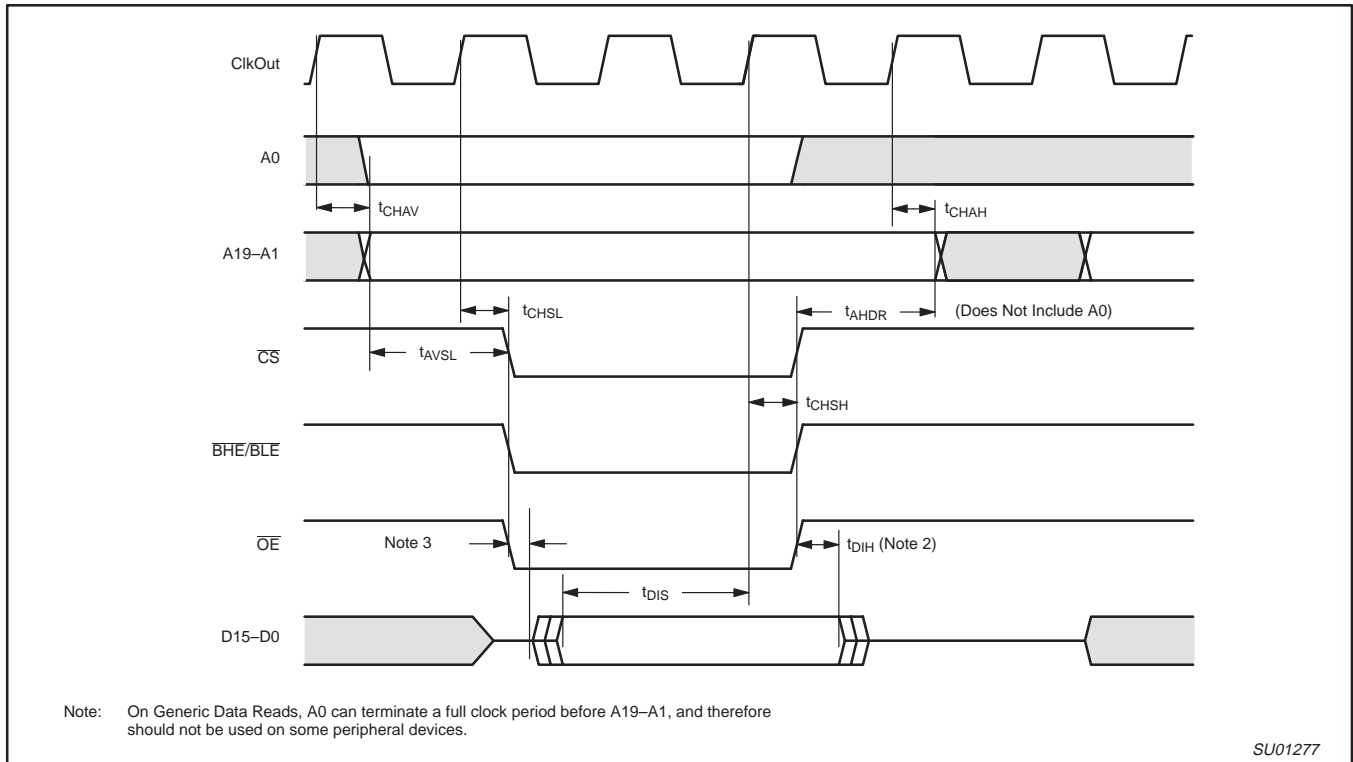 ClkOut
A0
tCHAV
tCHAH
A19–A1
tCHSL
tAHDR
(Does Not Include A0)
CS
tAVSL
tCHSH
BHE/BLE
OE
Note 3
tDIH (Note 2)
tDIS
D15–D0
Note: On Generic Data Reads, A0 can terminate a full clock period before A19–A1, and therefore
should not be used on some peripheral devices.
SU01277